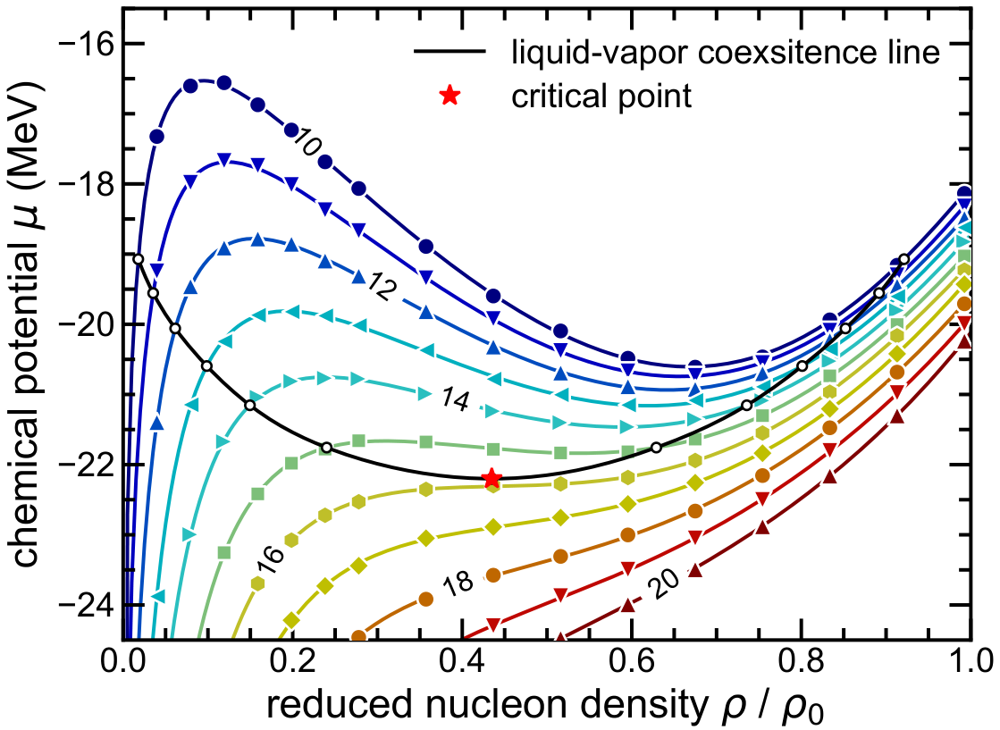 liquid-vapor coexsitence line
critical point
−16
−18
−20
−22
−24
chemical potential μ (MeV)
10
12
14
16
18
20
0.0 0.2 0.4 0.6 0.8 1.0
reduced nucleon density ρ / ρ₀